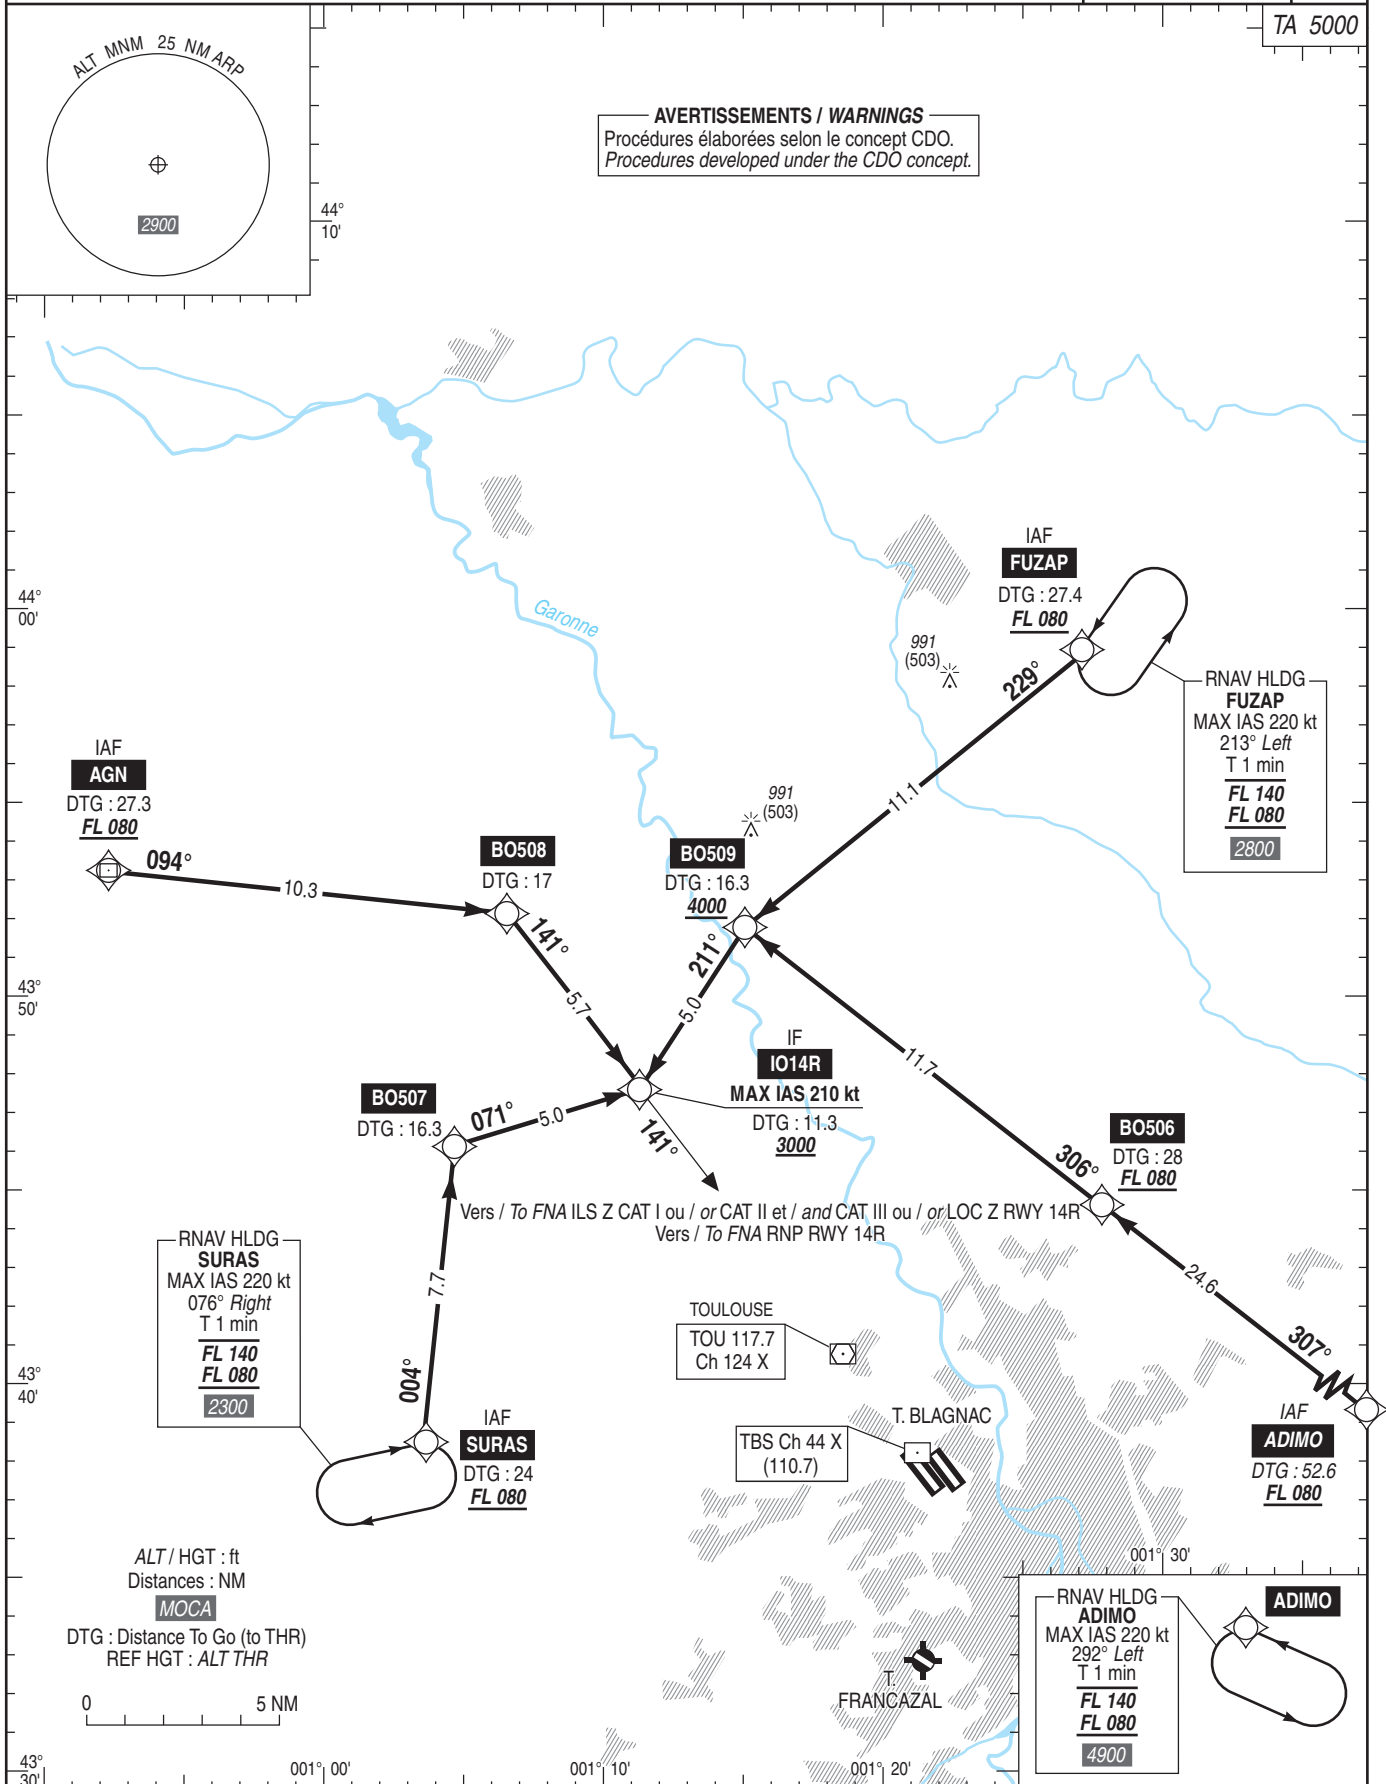 TA 5000
ALT MNM 25 NM ARP
2900
44°
10'
AVERTISSEMENTS / WARNINGS
Procédures élaborées selon le concept CDO.
Procedures developed under the CDO concept.
IAF
FUZAP
DTG : 27.4
FL 080
44°
00'
Garonne
991
(503)
229°
RNAV HLDG
FUZAP
MAX IAS 220 kt
213° Left
T 1 min
FL 140
FL 080
2800
IAF
AGN
DTG : 27.3
FL 080
094°
10.3
11.1
991
(503)
BO508
DTG : 17
BO509
DTG : 16.3
4000
141°
5.7
211°
5.0
43°
50'
IF
IO14R
MAX IAS 210 kt
DTG : 11.3
3000
11.7
BO507
DTG : 16.3
071°
5.0
141°
BO506
DTG : 28
FL 080
306°
Vers / To FNA ILS Z CAT I ou / or CAT II et / and CAT III ou / or LOC Z RWY 14R
Vers / To FNA RNP RWY 14R
RNAV HLDG
SURAS
MAX IAS 220 kt
076° Right
T 1 min
FL 140
FL 080
2300
7.7
004°
24.6
307°
TOULOUSE
TOU 117.7
Ch 124 X
43°
40'
IAF
SURAS
DTG : 24
FL 080
T. BLAGNAC
TBS Ch 44 X
(110.7)
IAF
ADIMO
DTG : 52.6
FL 080
ALT / HGT : ft
Distances : NM
MOCA
DTG : Distance To Go (to THR)
REF HGT : ALT THR
0 5 NM
001° 30'
RNAV HLDG
ADIMO
MAX IAS 220 kt
292° Left
T 1 min
FL 140
FL 080
4900
ADIMO
T.
FRANCAZAL
43°
30'
001° 00'
001° 10'
001° 20'